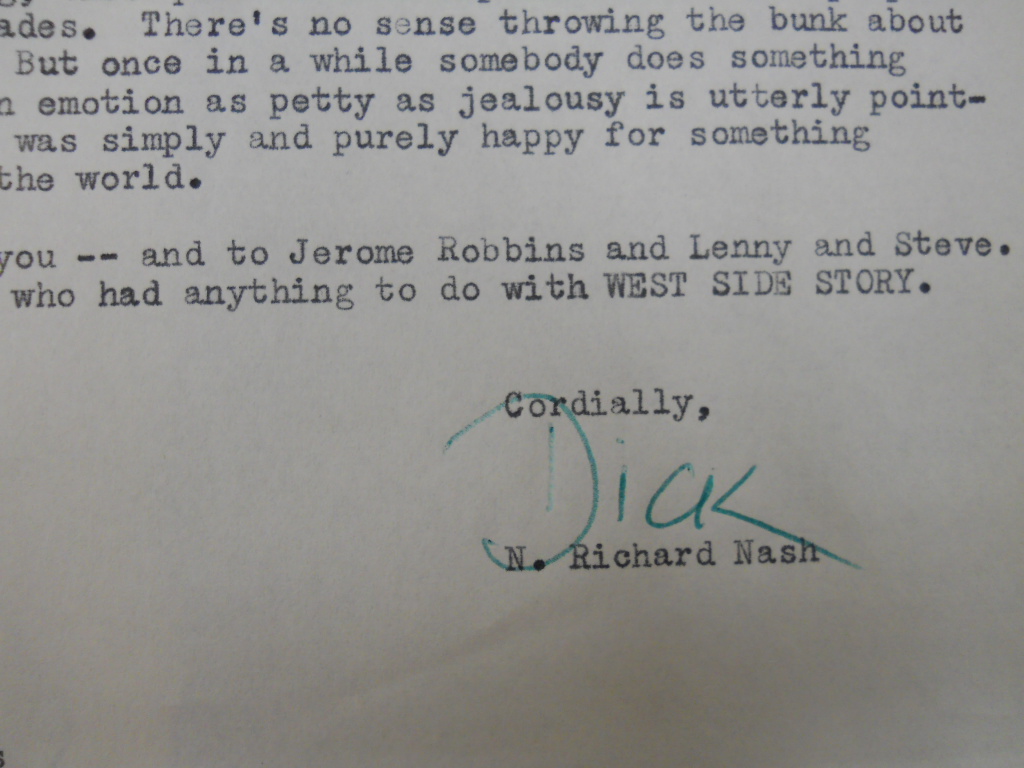 ades. There's no sense throwing the bunk about
But once in a while somebody does something
n emotion as petty as jealousy is utterly point-
was simply and purely happy for something
the world.
you -- and to Jerome Robbins and Lenny and Steve.
who had anything to do with WEST SIDE STORY.
Cordially,
Dick
N. Richard Nash
s